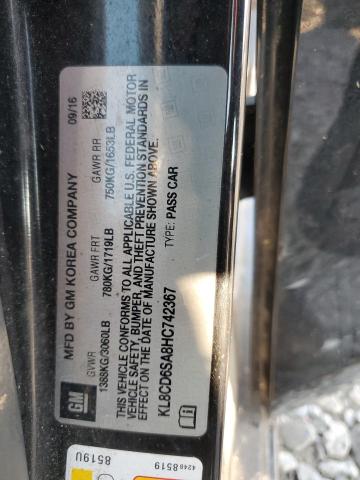 MFD BY GM KOREA COMPANY 09/16
GVWR GAWR FRT GAWR RR
1388KG/3060LB 780KG/1719LB 750KG/1653LB
THIS VEHICLE CONFORMS TO ALL APPLICABLE U.S. FEDERAL MOTOR
VEHICLE SAFETY, BUMPER, AND THEFT PREVENTION STANDARDS IN
EFFECT ON THE DATE OF MANUFACTURE SHOWN ABOVE.
KL8CD6SA8HC742367 TYPE: PASS CAR
GM
8519U
4248 8519